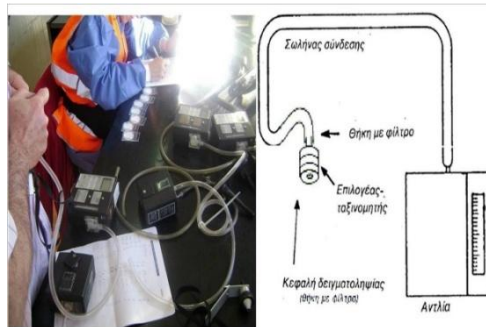 Σωλήνας σύνδεσης
Θήκη με φίλτρο
Επιλογέας-
ταξινομητής
Κεφαλή δειγματοληψίας
(θήκη με φίλτρα)
Αντλία